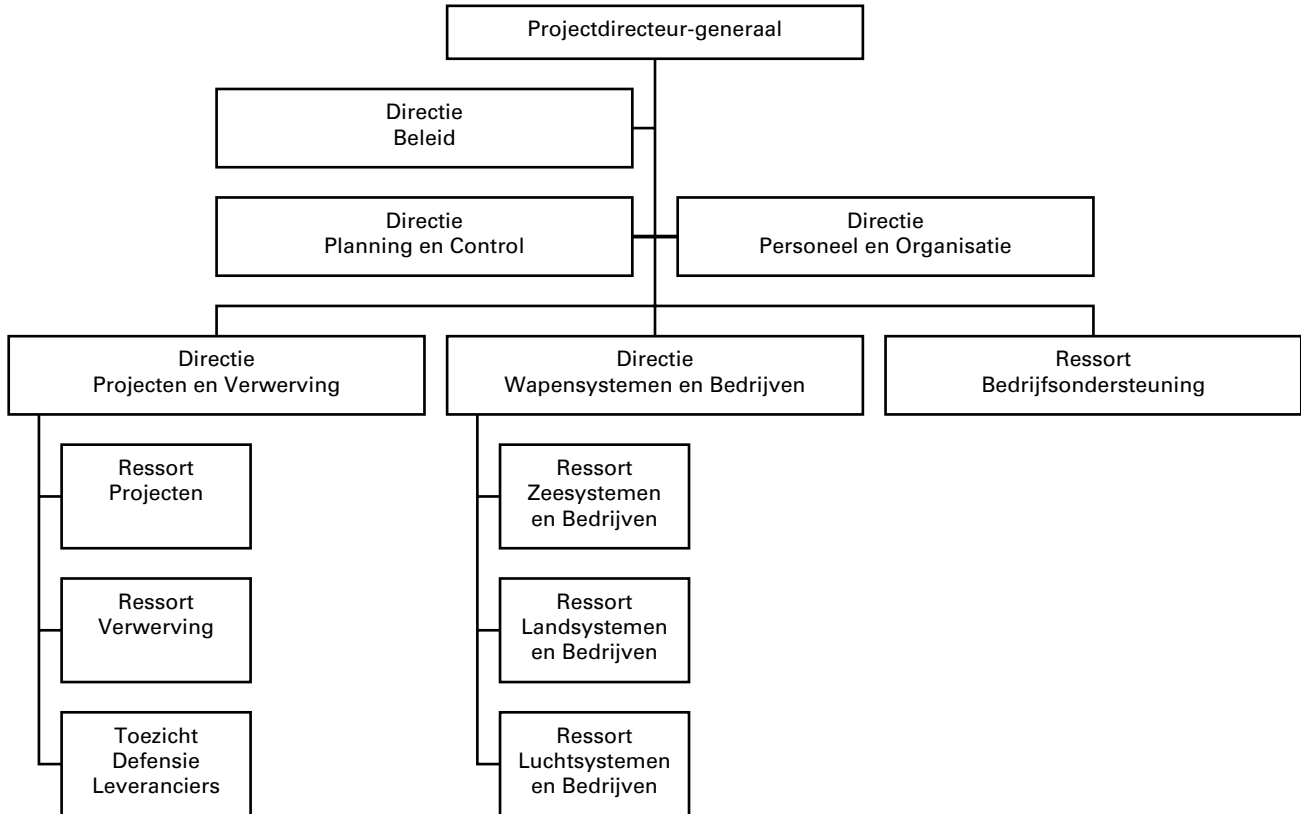 Projectdirecteur-generaal
Directie
Beleid
Directie
Planning en Control
Directie
Personeel en Organisatie
Directie
Projecten en Verwerving
Directie
Wapensystemen en Bedrijven
Ressort
Bedrijfsondersteuning
Ressort
Projecten
Ressort
Verwerving
Toezicht
Defensie
Leveranciers
Ressort
Zeesystemen
en Bedrijven
Ressort
Landsystemen
en Bedrijven
Ressort
Luchtsystemen
en Bedrijven